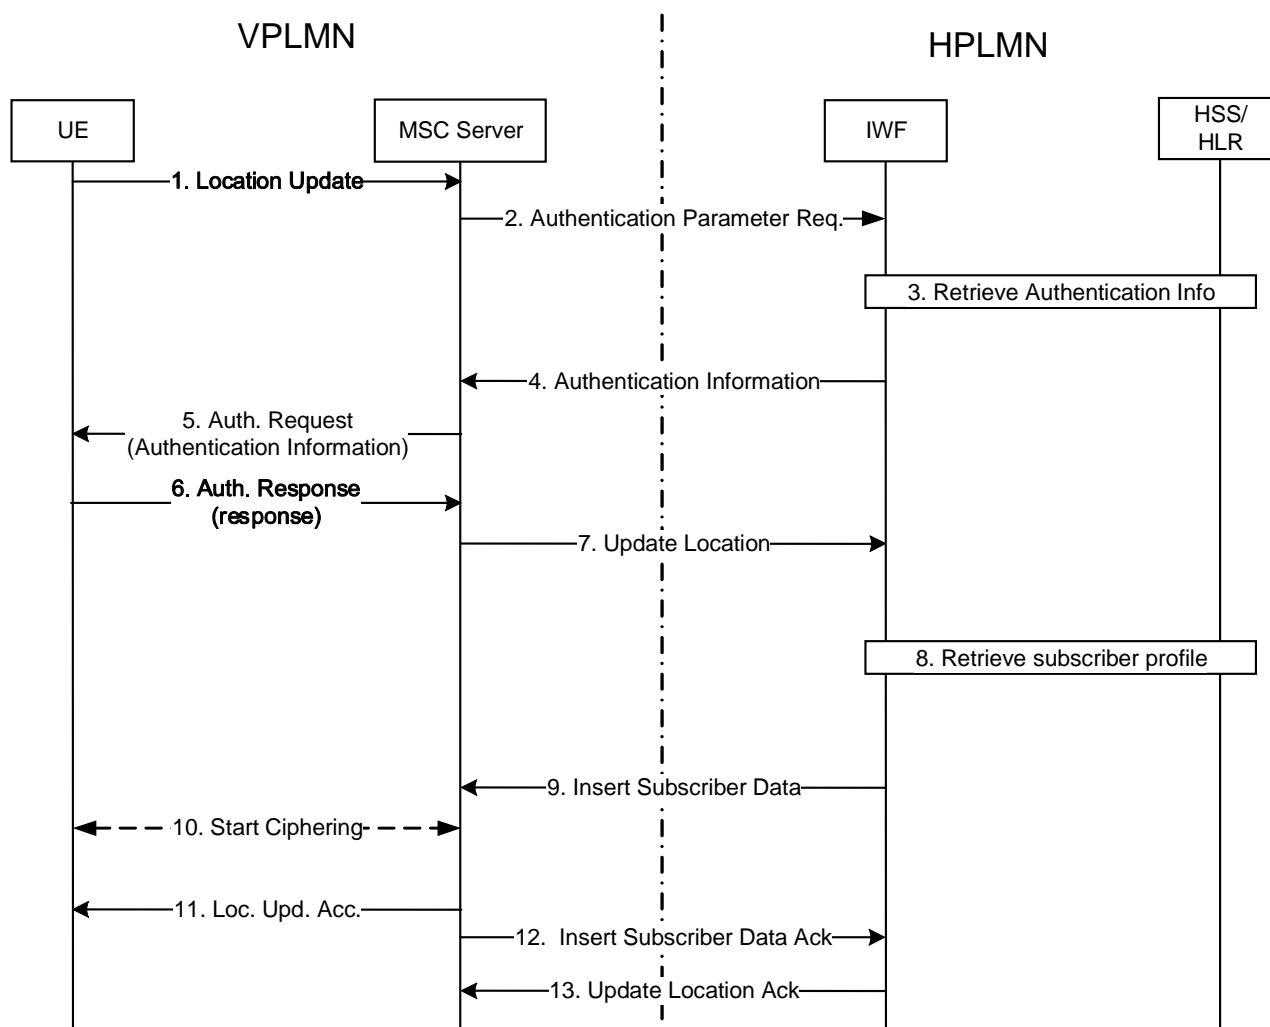 VPLMN
HPLMN
UE
MSC Server
IWF
HSS/
HLR
1. Location Update
2. Authentication Parameter Req.
3. Retrieve Authentication Info
4. Authentication Information
5. Auth. Request
(Authentication Information)
6. Auth. Response
(response)
7. Update Location
8. Retrieve subscriber profile
9. Insert Subscriber Data
10. Start Ciphering
11. Loc. Upd. Acc.
12. Insert Subscriber Data Ack
13. Update Location Ack